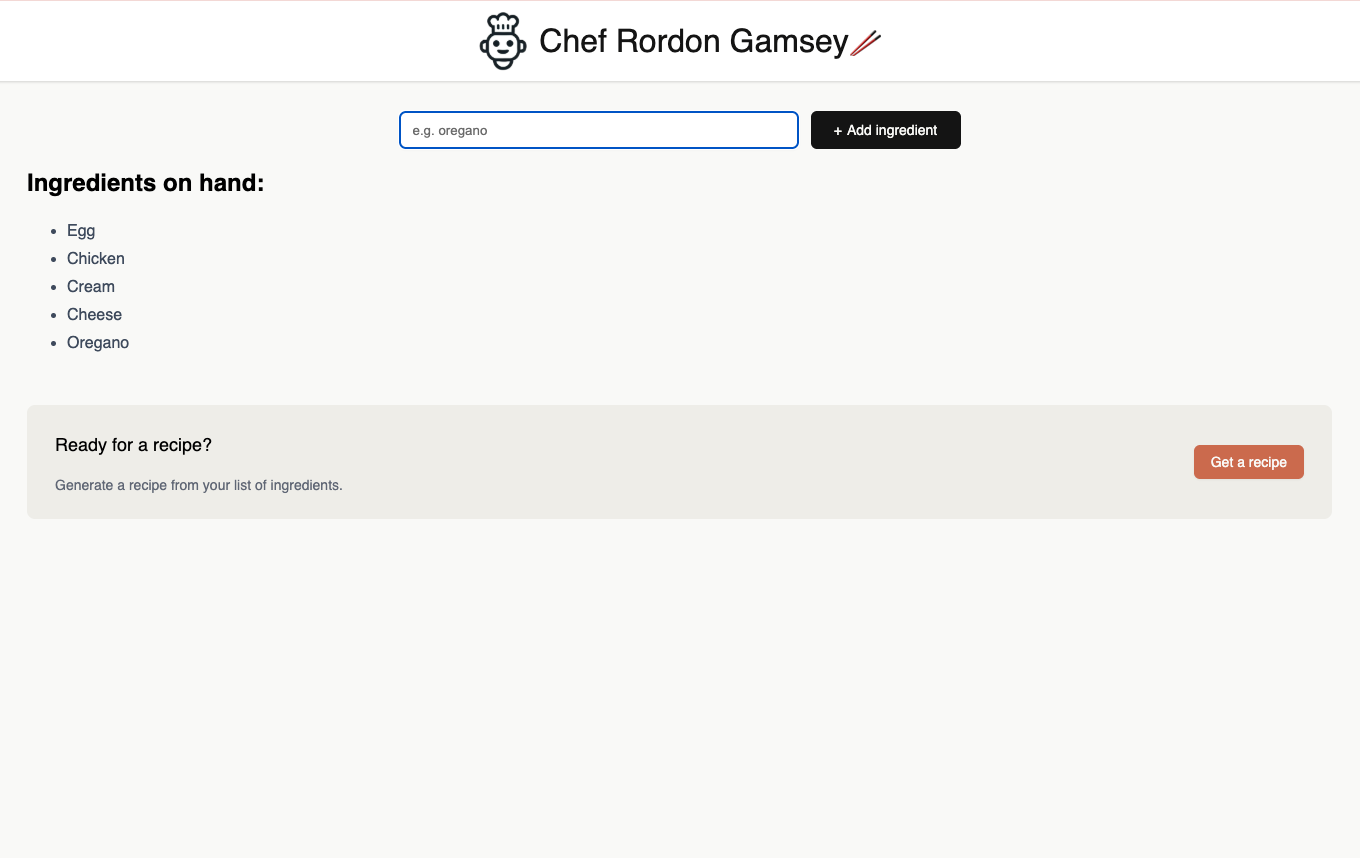 Chef Rordon Gamsey
e.g. oregano
+ Add ingredient
Ingredients on hand:
• Egg
• Chicken
• Cream
• Cheese
• Oregano
Ready for a recipe?
Generate a recipe from your list of ingredients.
Get a recipe